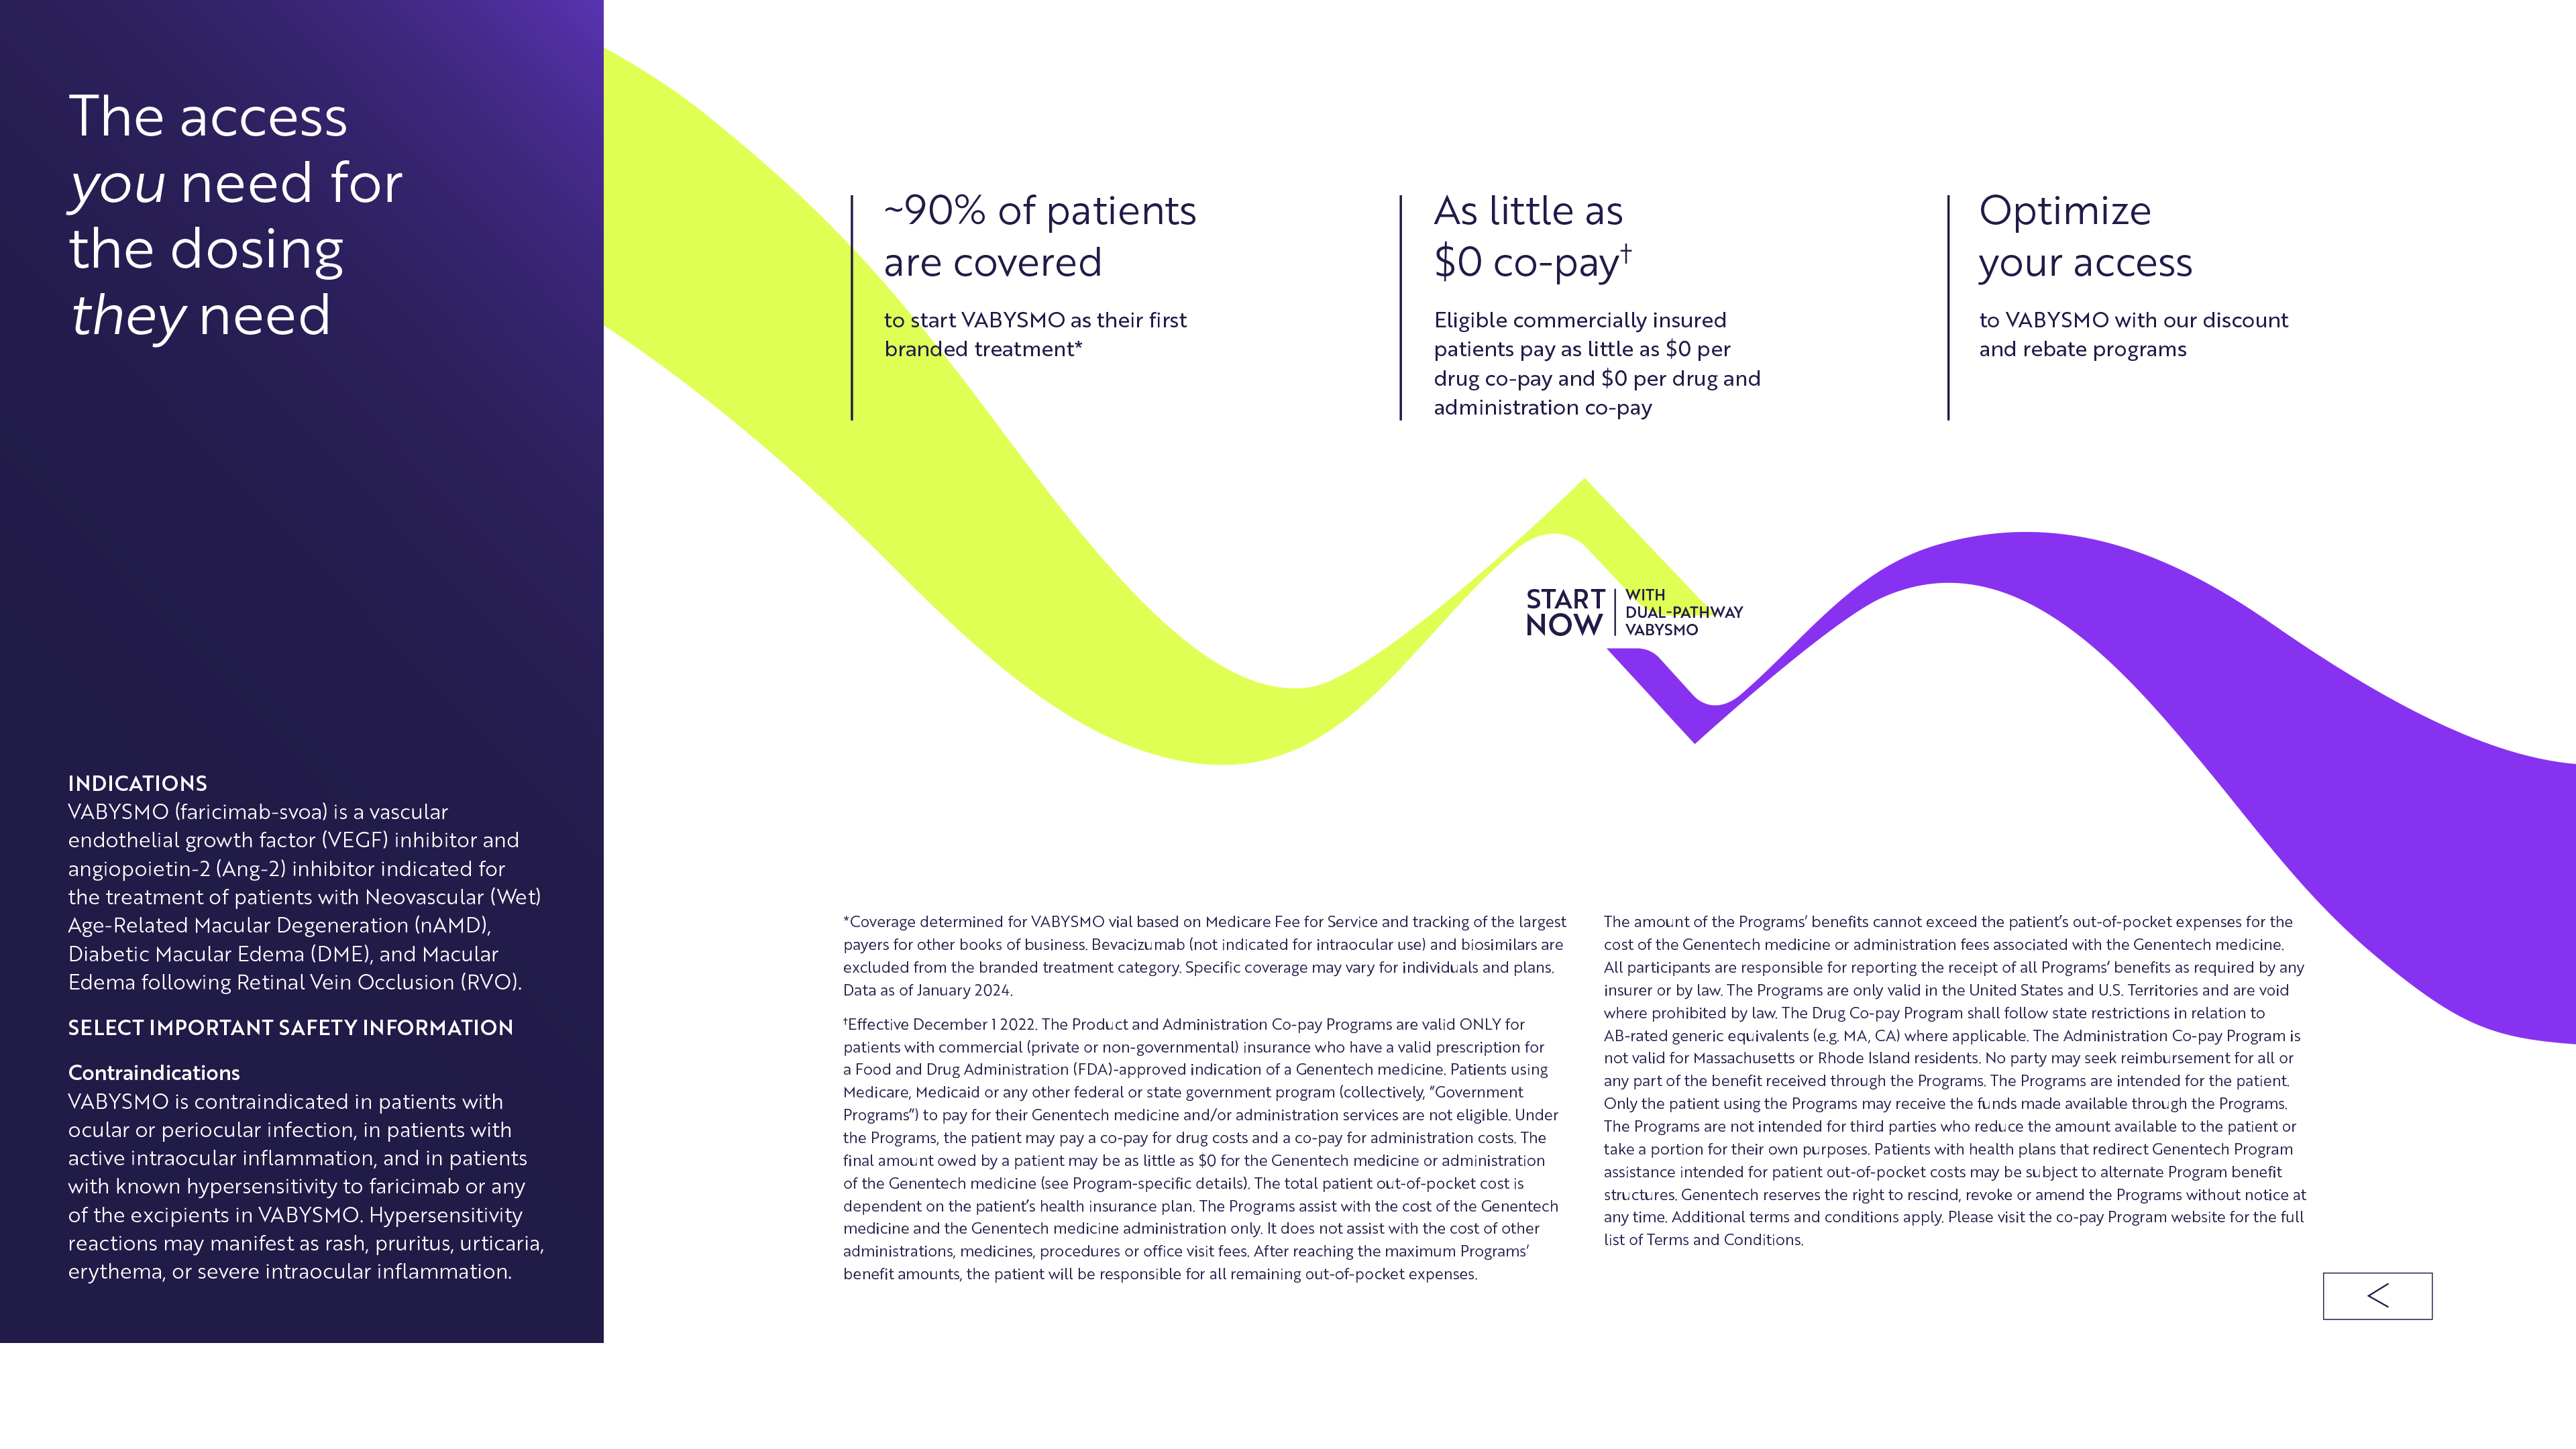 The access
you need for
the dosing
they need
INDICATIONS
VABYSMO (faricimab-svoa) is a vascular
endothelial growth factor (VEGF) inhibitor and
angiopoietin-2 (Ang-2) inhibitor indicated for
the treatment of patients with Neovascular (Wet)
Age-Related Macular Degeneration (nAMD),
Diabetic Macular Edema (DME), and Macular
Edema following Retinal Vein Occlusion (RVO).
SELECT IMPORTANT SAFETY INFORMATION
Contraindications
VABYSMO is contraindicated in patients with
ocular or periocular infection, in patients with
active intraocular inflammation, and in patients
with known hypersensitivity to faricimab or any
of the excipients in VABYSMO. Hypersensitivity
reactions may manifest as rash, pruritus, urticaria,
erythema, or severe intraocular inflammation.
~90% of patients
are covered
to start VABYSMO as their first
branded treatment*
As little as
$0 co-pay†
Eligible commercially insured
patients pay as little as $0 per
drug co-pay and $0 per drug and
administration co-pay
Optimize
your access
to VABYSMO with our discount
and rebate programs
START
NOW
WITH
DUAL-PATHWAY
VABYSMO
*Coverage determined for VABYSMO vial based on Medicare Fee for Service and tracking of the largest
payers for other books of business. Bevacizumab (not indicated for intraocular use) and biosimilars are
excluded from the branded treatment category. Specific coverage may vary for individuals and plans.
Data as of January 2024.
†Effective December 1 2022. The Product and Administration Co-pay Programs are valid ONLY for
patients with commercial (private or non-governmental) insurance who have a valid prescription for
a Food and Drug Administration (FDA)-approved indication of a Genentech medicine. Patients using
Medicare, Medicaid or any other federal or state government program (collectively, "Government
Programs") to pay for their Genentech medicine and/or administration services are not eligible. Under
the Programs, the patient may pay a co-pay for drug costs and a co-pay for administration costs. The
final amount owed by a patient may be as little as $0 for the Genentech medicine or administration
of the Genentech medicine (see Program-specific details). The total patient out-of-pocket cost is
dependent on the patient's health insurance plan. The Programs assist with the cost of the Genentech
medicine and the Genentech medicine administration only. It does not assist with the cost of other
administrations, medicines, procedures or office visit fees. After reaching the maximum Programs'
benefit amounts, the patient will be responsible for all remaining out-of-pocket expenses.
The amount of the Programs' benefits cannot exceed the patient's out-of-pocket expenses for the
cost of the Genentech medicine or administration fees associated with the Genentech medicine.
All participants are responsible for reporting the receipt of all Programs' benefits as required by any
insurer or by law. The Programs are only valid in the United States and U.S. Territories and are void
where prohibited by law. The Drug Co-pay Program shall follow state restrictions in relation to
AB-rated generic equivalents (e.g. MA, CA) where applicable. The Administration Co-pay Program is
not valid for Massachusetts or Rhode Island residents. No party may seek reimbursement for all or
any part of the benefit received through the Programs. The Programs are intended for the patient.
Only the patient using the Programs may receive the funds made available through the Programs.
The Programs are not intended for third parties who reduce the amount available to the patient or
take a portion for their own purposes. Patients with health plans that redirect Genentech Program
assistance intended for patient out-of-pocket costs may be subject to alternate Program benefit
structures. Genentech reserves the right to rescind, revoke or amend the Programs without notice at
any time. Additional terms and conditions apply. Please visit the co-pay Program website for the full
list of Terms and Conditions.